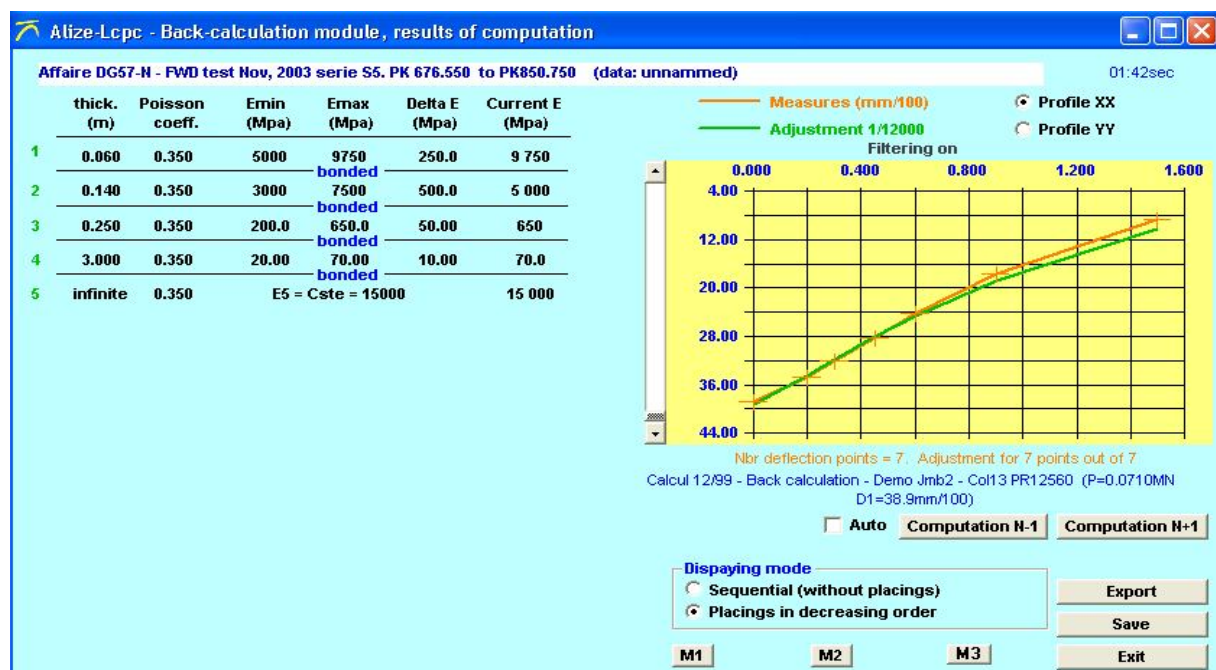 Alize-Lcpc - Back-calculation module, results of computation
Affaire DG57-N - FWD test Nov, 2003 serie S5. PK 676.550 to PK850.750 (data: unnammed)
01:42sec
thick. Poisson Emin Emax Delta E Current E
(m) coeff. (Mpa) (Mpa) (Mpa) (Mpa)
1 0.060 0.350 5000 9750 250.0 9 750
bonded
2 0.140 0.350 3000 7500 500.0 5 000
bonded
3 0.250 0.350 200.0 650.0 50.00 650
bonded
4 3.000 0.350 20.00 70.00 10.00 70.0
bonded
5 infinite 0.350 E5 = Cste = 15000 15 000
Measures (mm/100)
Adjustment 1/12000
Filtering on
Profile XX
Profile YY
0.000 0.400 0.800 1.200 1.600
4.00
12.00
20.00
28.00
36.00
44.00
Nbr deflection points = 7. Adjustment for 7 points out of 7
Calcul 12/99 - Back calculation - Demo Jmb2 - Col13 PR12560 (P=0.0710MN
D1=38.9mm/100)
Auto Computation N-1 Computation N+1
Dispaying mode
Sequential (without placings)
Placings in decreasing order
Export
Save
Exit
M1 M2 M3